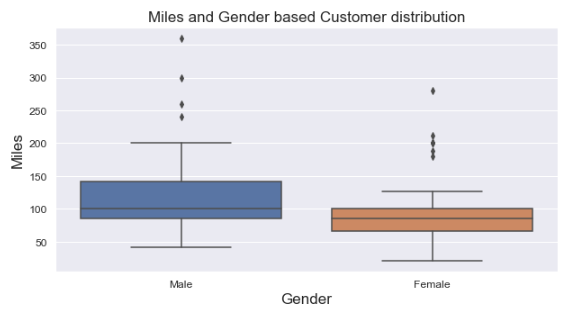 Miles and Gender based Customer distribution
350
300
250
200
150
100
50
Miles
Male
Female
Gender